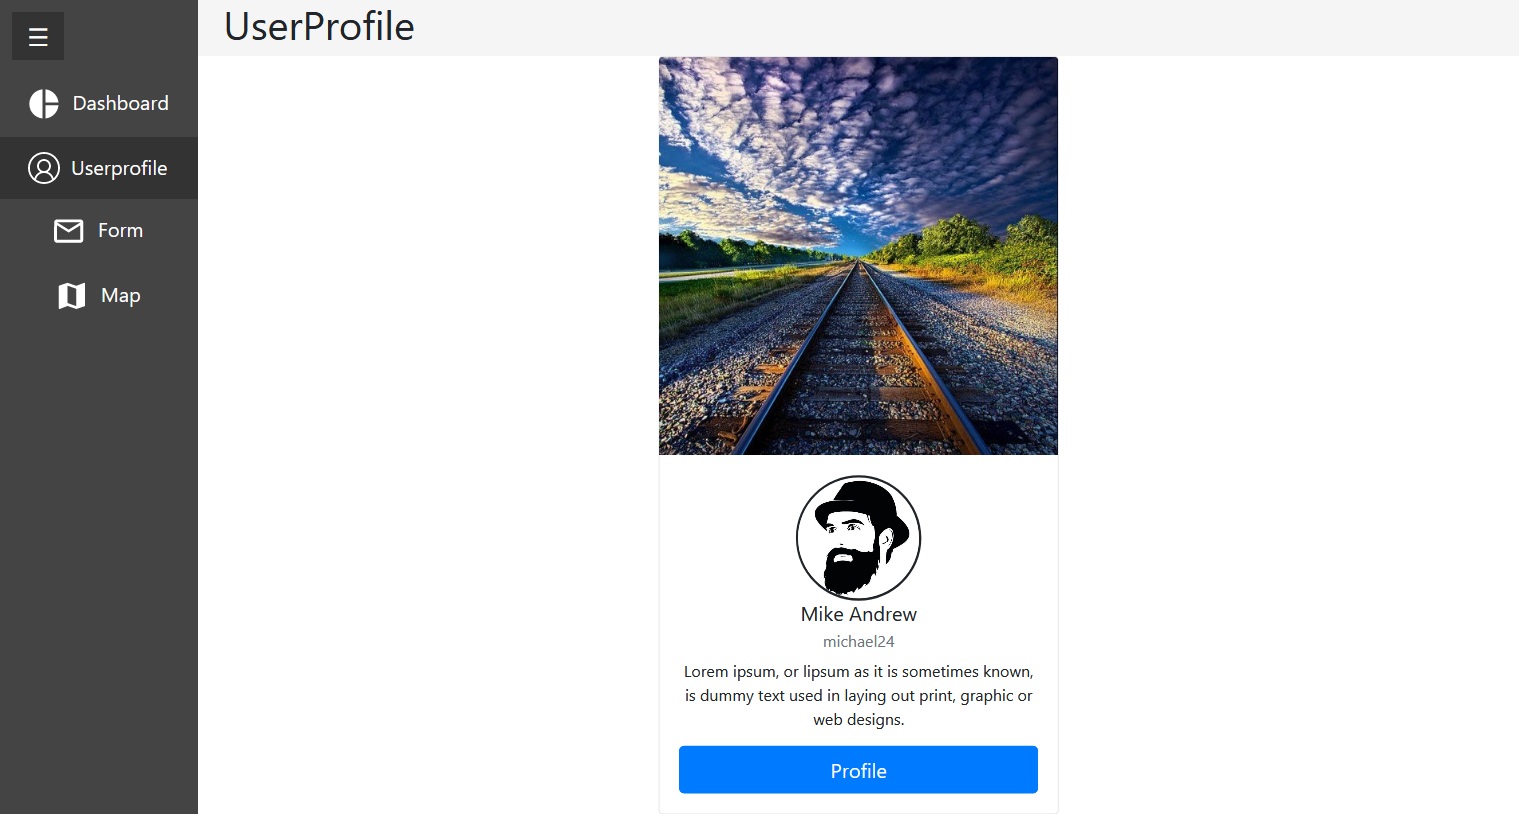 UserProfile
Dashboard
Userprofile
Form
Map
Mike Andrew
michael24
Lorem ipsum, or lipsum as it is sometimes known,
is dummy text used in laying out print, graphic or
web designs.
Profile